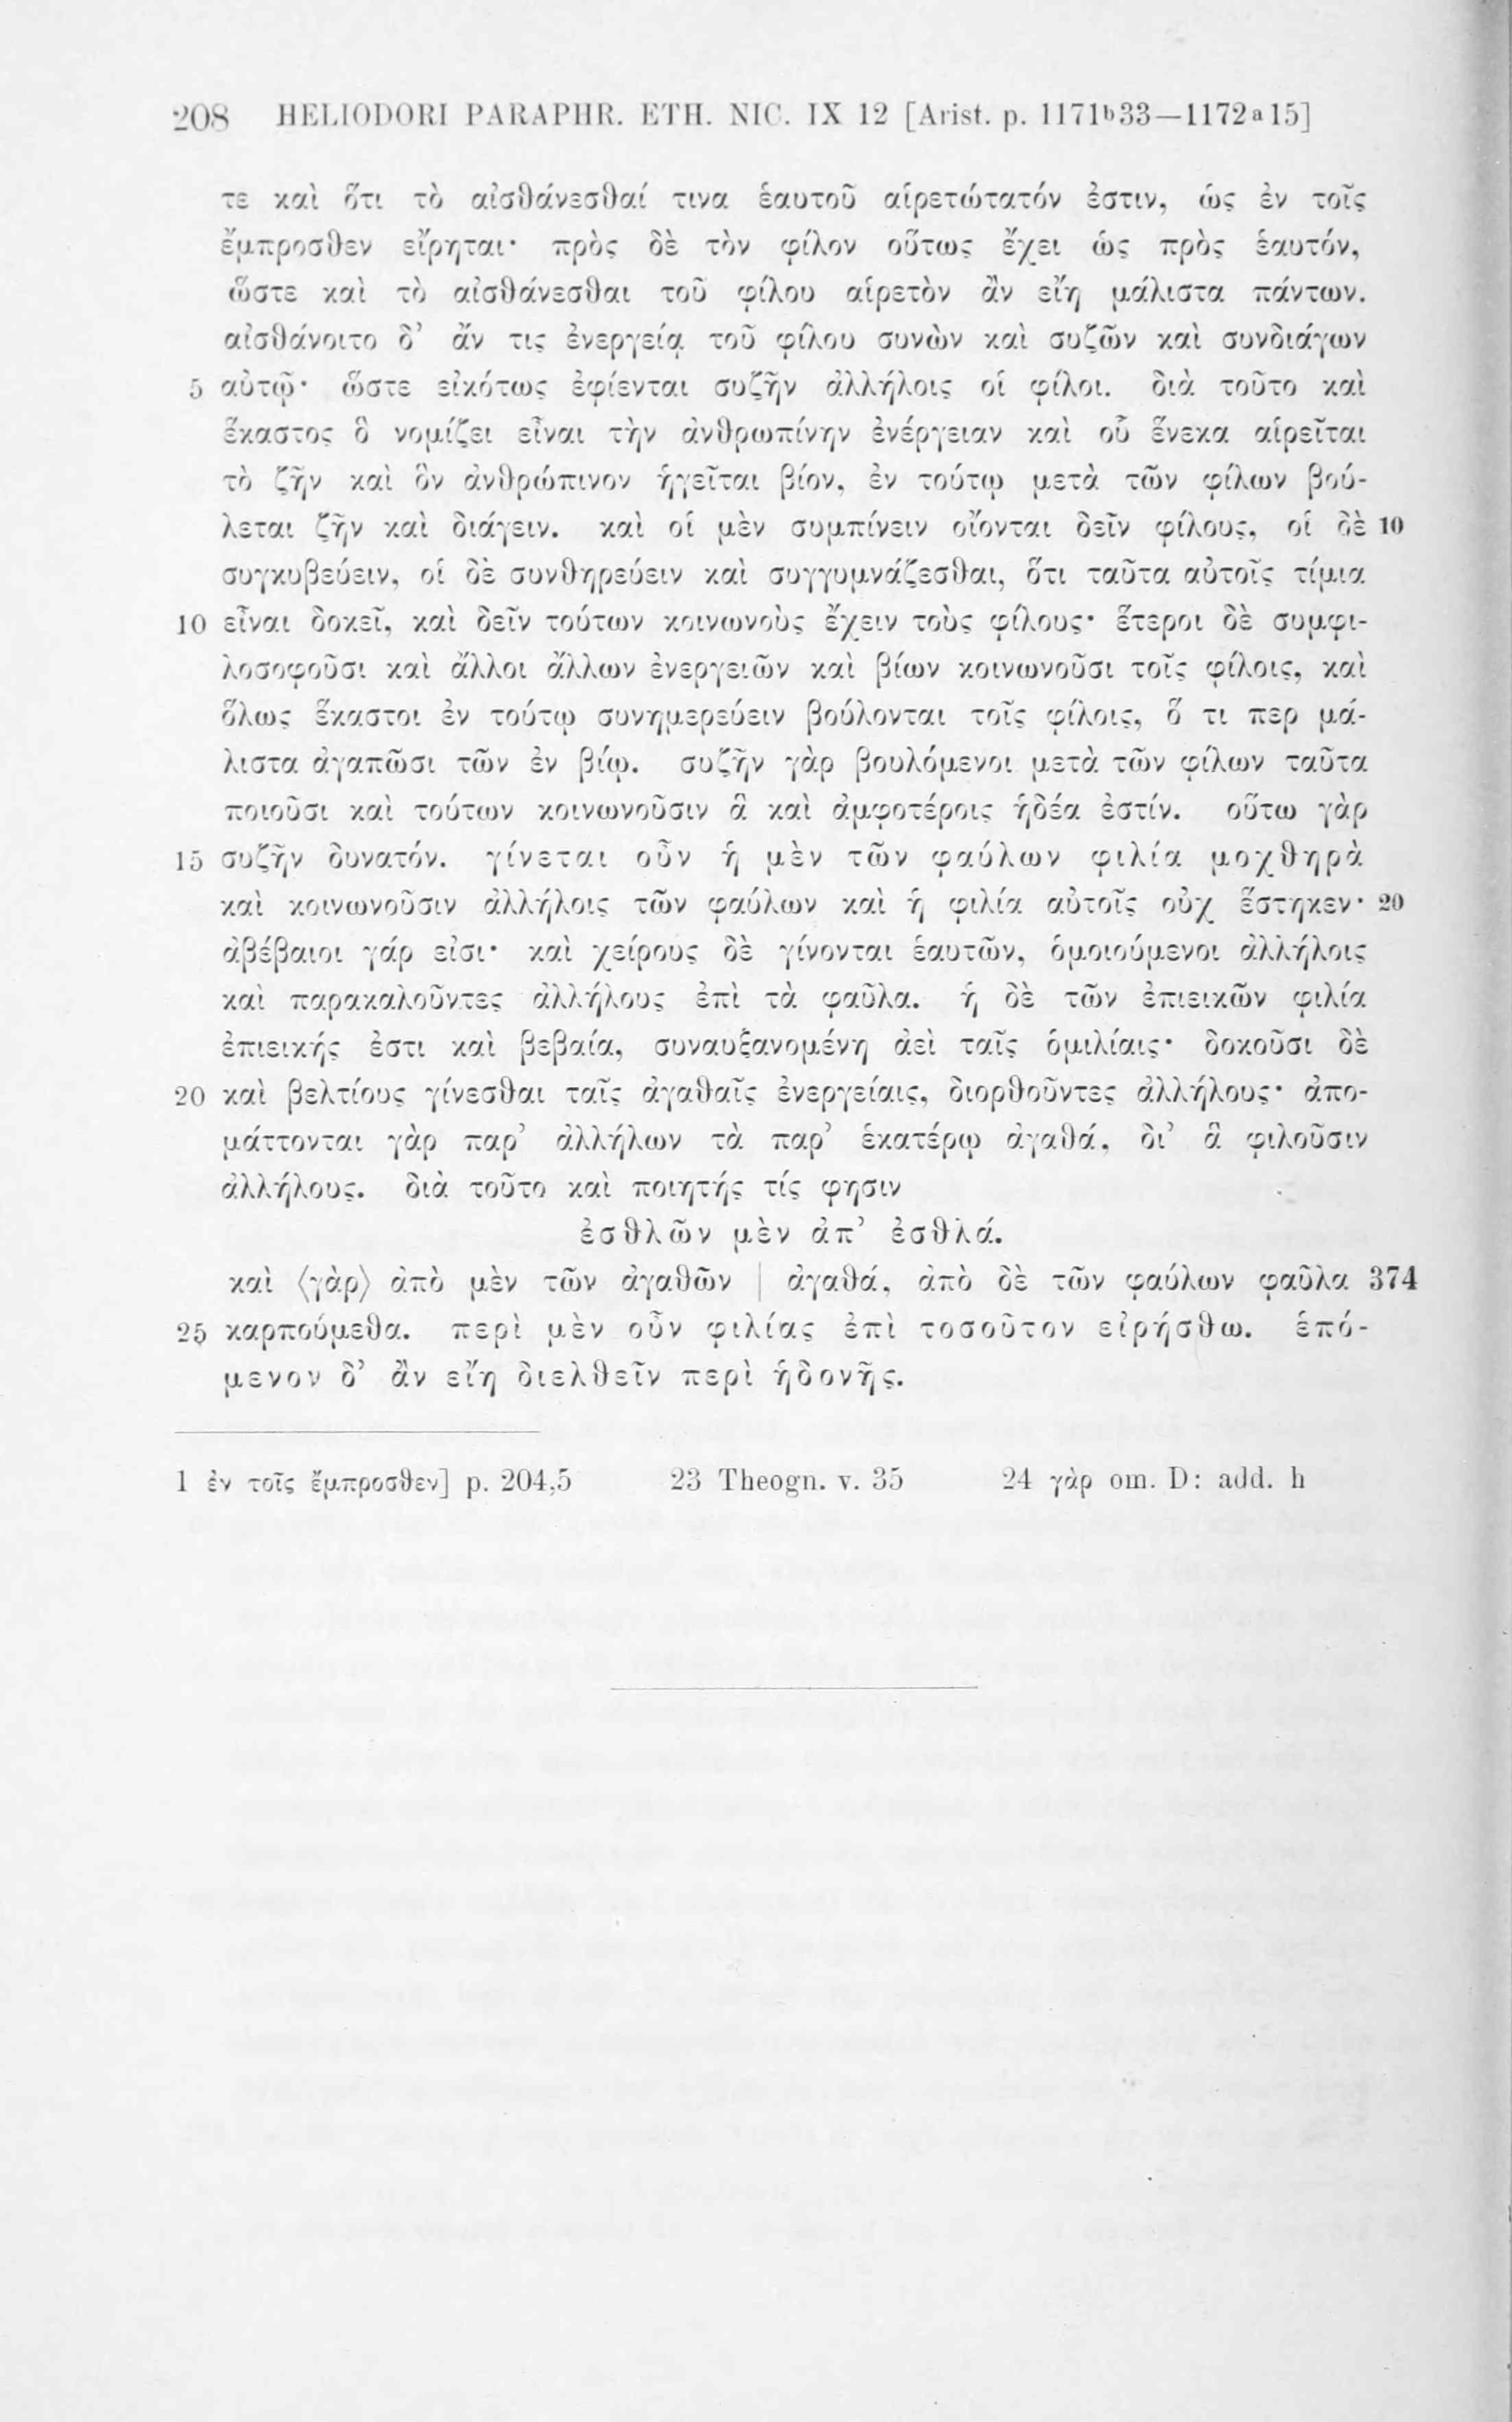 208 HELIODORI PARAPHR. ETH. NIC. IX 12 [Arist. p. 1171b33—1172a15]
τε καὶ ὅτι τὸ αἰσθάνεσθαί τινα ἑαυτοῦ αἱρετώτατόν ἐστιν, ὡς ἐν τοῖς
ἔμπροσθεν εἴρηται· πρὸς δὲ τὸν φίλον οὕτως ἔχει ὡς πρὸς ἑαυτόν,
ὥστε καὶ τὸ αἰσθάνεσθαι τοῦ φίλου αἱρετὸν ἂν εἴη μάλιστα πάντων.
αἰσθάνοιτο δ’ ἄν τις ἐνεργείᾳ τοῦ φίλου συνὼν καὶ συζῶν καὶ συνδιάγων
5 αὐτῷ· ὥστε εἰκότως ἐφίενται συζῆν ἀλλήλοις οἱ φίλοι. διὰ τοῦτο καὶ
ἕκαστος ὃ νομίζει εἶναι τὴν ἀνθρωπίνην ἐνέργειαν καὶ οὗ ἕνεκα αἱρεῖται
τὸ ζῆν καὶ ὃν ἀνθρώπινον ἡγεῖται βίον, ἐν τούτῳ μετὰ τῶν φίλων βού-
λεται ζῆν καὶ διάγειν. καὶ οἱ μὲν συμπίνειν οἴονται δεῖν φίλους, οἱ δὲ 10
συγκυβεύειν, οἱ δὲ συνθηρεύειν καὶ συγγυμνάζεσθαι, ὅτι ταῦτα αὐτοῖς τίμια
10 εἶναι δοκεῖ, καὶ δεῖν τούτων κοινωνοὺς ἔχειν τοὺς φίλους· ἕτεροι δὲ συμφι-
λοσοφοῦσι καὶ ἄλλοι ἄλλων ἐνεργειῶν καὶ βίων κοινωνοῦσι τοῖς φίλοις, καὶ
ὅλως ἕκαστοι ἐν τούτῳ συνημερεύειν βούλονται τοῖς φίλοις, ὅ τι περ μά-
λιστα ἀγαπῶσι τῶν ἐν βίῳ. συζῆν γὰρ βουλόμενοι μετὰ τῶν φίλων ταῦτα
ποιοῦσι καὶ τούτων κοινωνοῦσιν ἃ καὶ ἀμφοτέροις ἡδέα ἐστίν. οὕτω γὰρ
15 συζῆν δυνατόν. γίνεται οὖν ἡ μὲν τῶν φαύλων φιλία μοχθηρὰ
καὶ κοινωνοῦσιν ἀλλήλοις τῶν φαύλων καὶ ἡ φιλία αὐτοῖς οὐχ ἕστηκεν· 20
ἀβέβαιοι γάρ εἰσι· καὶ χείρους δὲ γίνονται ἑαυτῶν, ὁμοιούμενοι ἀλλήλοις
καὶ παρακαλοῦντες ἀλλήλους ἐπὶ τὰ φαῦλα. ἡ δὲ τῶν ἐπιεικῶν φιλία
ἐπιεικής ἐστι καὶ βεβαία, συναυξανομένη ἀεὶ ταῖς ὁμιλίαις· δοκοῦσι δὲ
20 καὶ βελτίους γίνεσθαι ταῖς ἀγαθαῖς ἐνεργείαις, διορθοῦντες ἀλλήλους· ἀπο-
μάττονται γὰρ παρ’ ἀλλήλων τὰ παρ’ ἑκατέρῳ ἀγαθά, δι’ ἃ φιλοῦσιν
ἀλλήλους. διὰ τοῦτο καὶ ποιητής τίς φησιν
ἐσθλῶν μὲν ἀπ’ ἐσθλά.
καὶ ⟨γὰρ⟩ ἀπὸ μὲν τῶν ἀγαθῶν | ἀγαθά, ἀπὸ δὲ τῶν φαύλων φαῦλα 374
25 καρπούμεθα. περὶ μὲν οὖν φιλίας ἐπὶ τοσοῦτον εἰρήσθω. ἑπό-
μενον δ’ ἂν εἴη διελθεῖν περὶ ἡδονῆς.
1 ἐν τοῖς ἔμπροσθεν] p. 204,5 23 Theogn. v. 35 24 γὰρ om. D: add. h